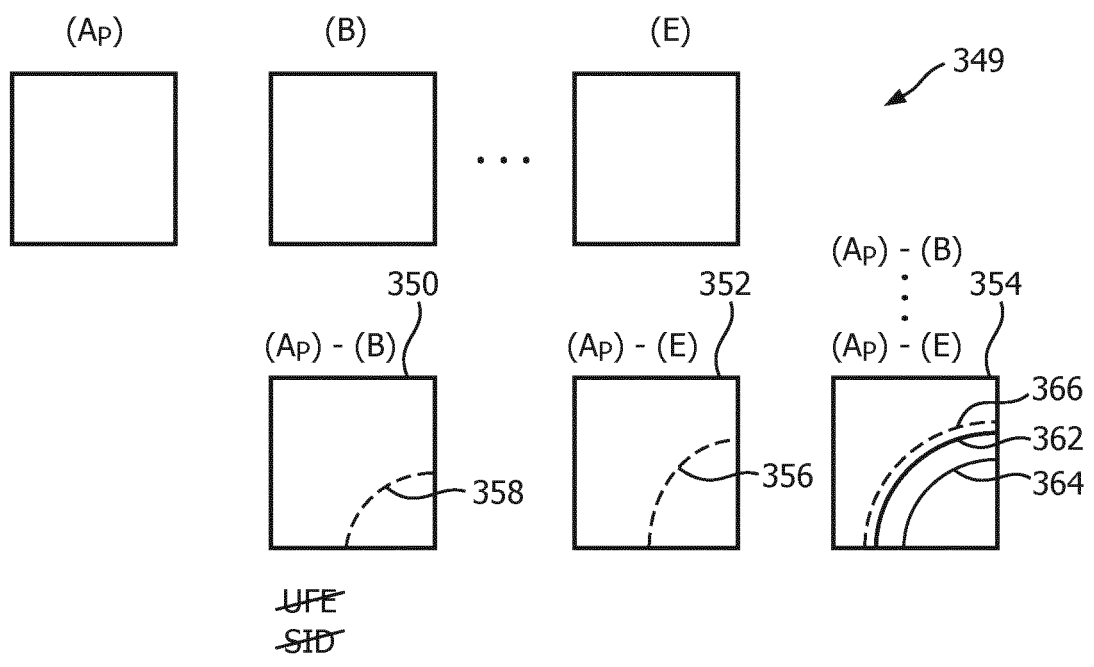 (AP) (B) (E)
349
. . .
(AP) - (B)
350 352 354
(AP) - (B) (AP) - (E) (AP) - (E)
366
362
358 356 364
UFE
SID